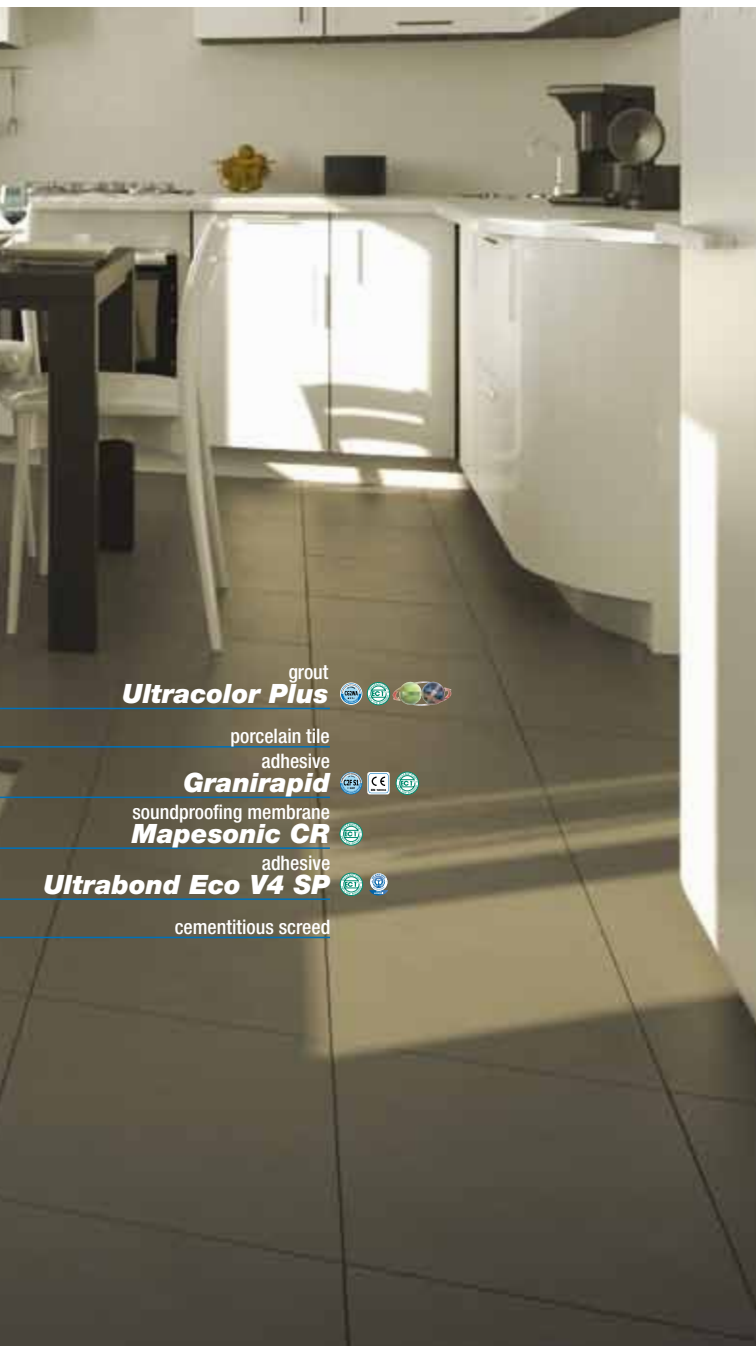 grout
Ultracolor Plus
porcelain tile
adhesive
Granirapid
soundproofing membrane
Mapesonic CR
adhesive
Ultrabond Eco V4 SP
cementitious screed